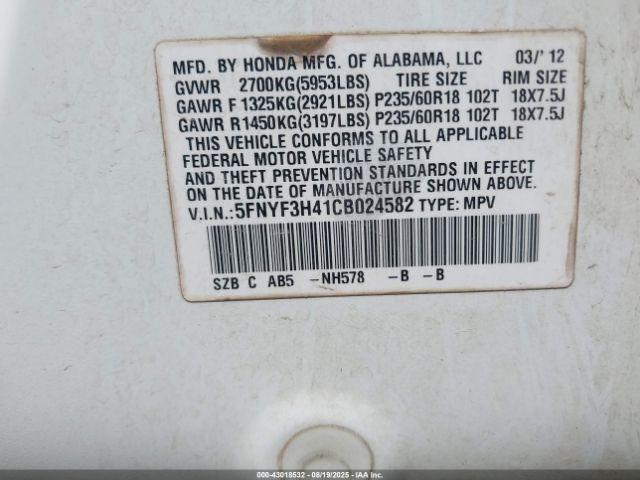 MFD. BY HONDA MFG. OF ALABAMA, LLC 03/'12
GVWR 2700KG(5953LBS) TIRE SIZE RIM SIZE
GAWR F 1325KG(2921LBS) P235/60R18 102T 18X7.5J
GAWR R1450KG(3197LBS) P235/60R18 102T 18X7.5J
THIS VEHICLE CONFORMS TO ALL APPLICABLE
FEDERAL MOTOR VEHICLE SAFETY
AND THEFT PREVENTION STANDARDS IN EFFECT
ON THE DATE OF MANUFACTURE SHOWN ABOVE.
V.I.N.:5FNYF3H41CB024582 TYPE: MPV
SZB C AB5 -NH578 -B -B
000-43018532 - 08/19/2025 - IAAI.COM